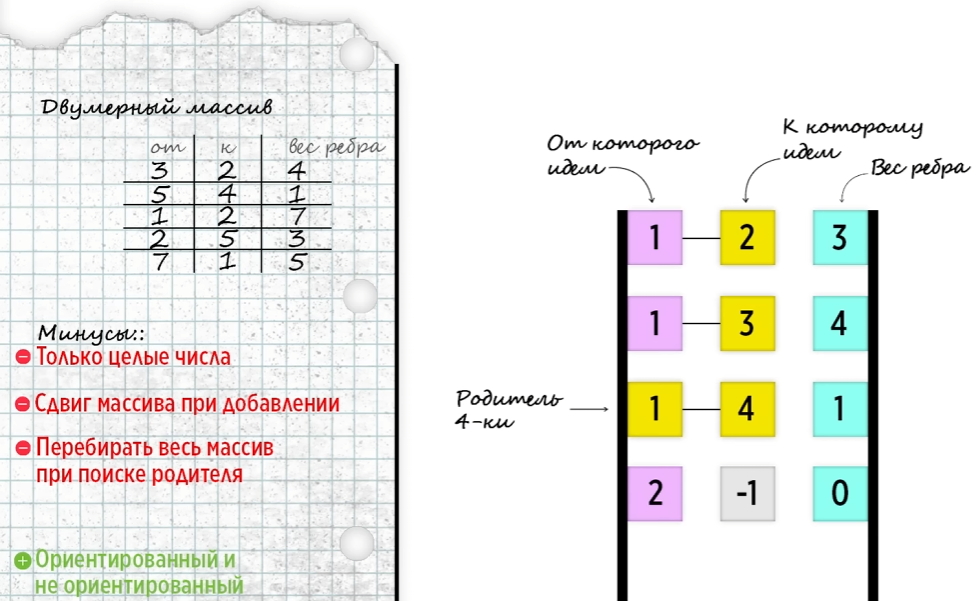 Двумерный массив
от к вес ребра
3 2 4
5 4 1
1 2 7
2 5 3
7 1 5
Минусы::
Только целые числа
Сдвиг массива при добавлении
Перебирать весь массив
при поиске родителя
Ориентированный и
не ориентированный
От которого
идем
К которому
идем
Вес ребра
1 2 3
1 3 4
Родитель
4-ки
1 4 1
2 -1 0